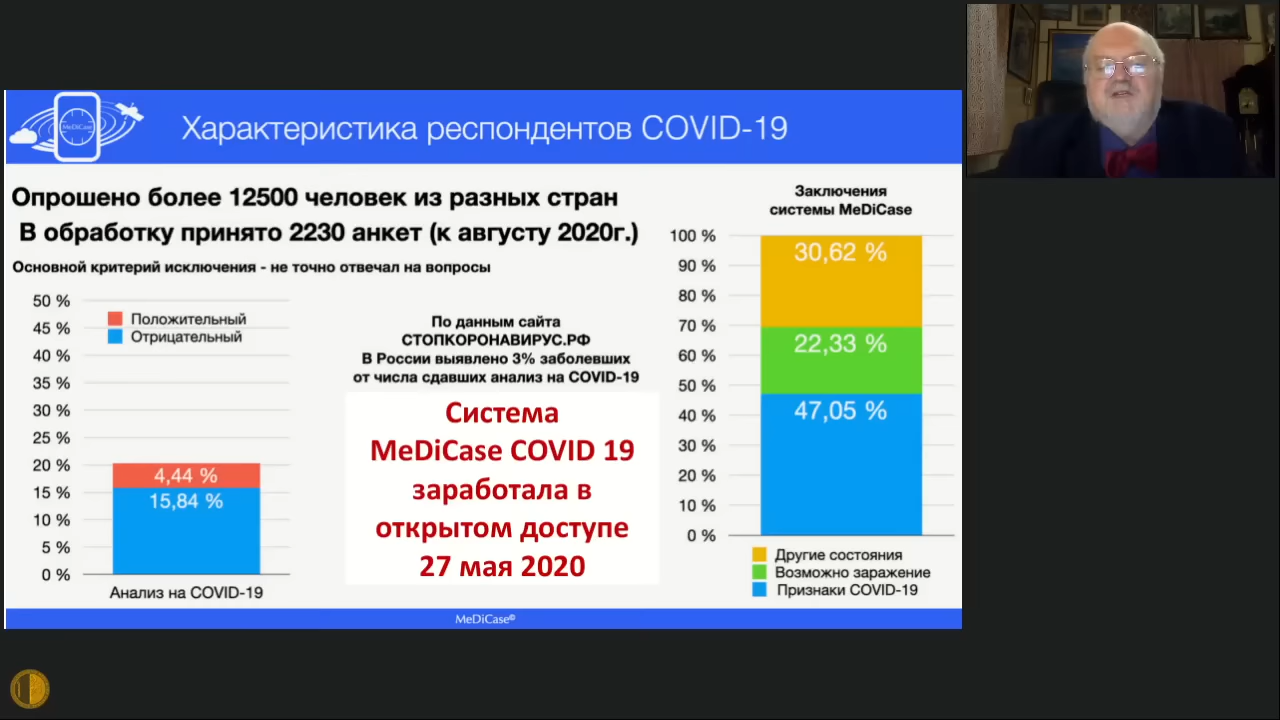 MeDiCase
Характеристика респондентов COVID-19
Опрошено более 12500 человек из разных стран
В обработку принято 2230 анкет (к августу 2020г.)
Основной критерий исключения - не точно отвечал на вопросы
50 %
45 %
40 %
35 %
30 %
25 %
20 %
15 %
10 %
5 %
0 %
Положительный
Отрицательный
4,44 %
15,84 %
Анализ на COVID-19
По данным сайта
СТОПКОРОНАВИРУС.РФ
В России выявлено 3% заболевших
от числа сдавших анализ на COVID-19
Система
MeDiCase COVID 19
заработала в
открытом доступе
27 мая 2020
Заключения
системы MeDiCase
100 %
90 %
80 %
70 %
60 %
50 %
40 %
30 %
20 %
10 %
0 %
30,62 %
22,33 %
47,05 %
Другие состояния
Возможно заражение
Признаки COVID-19
MeDiCase©